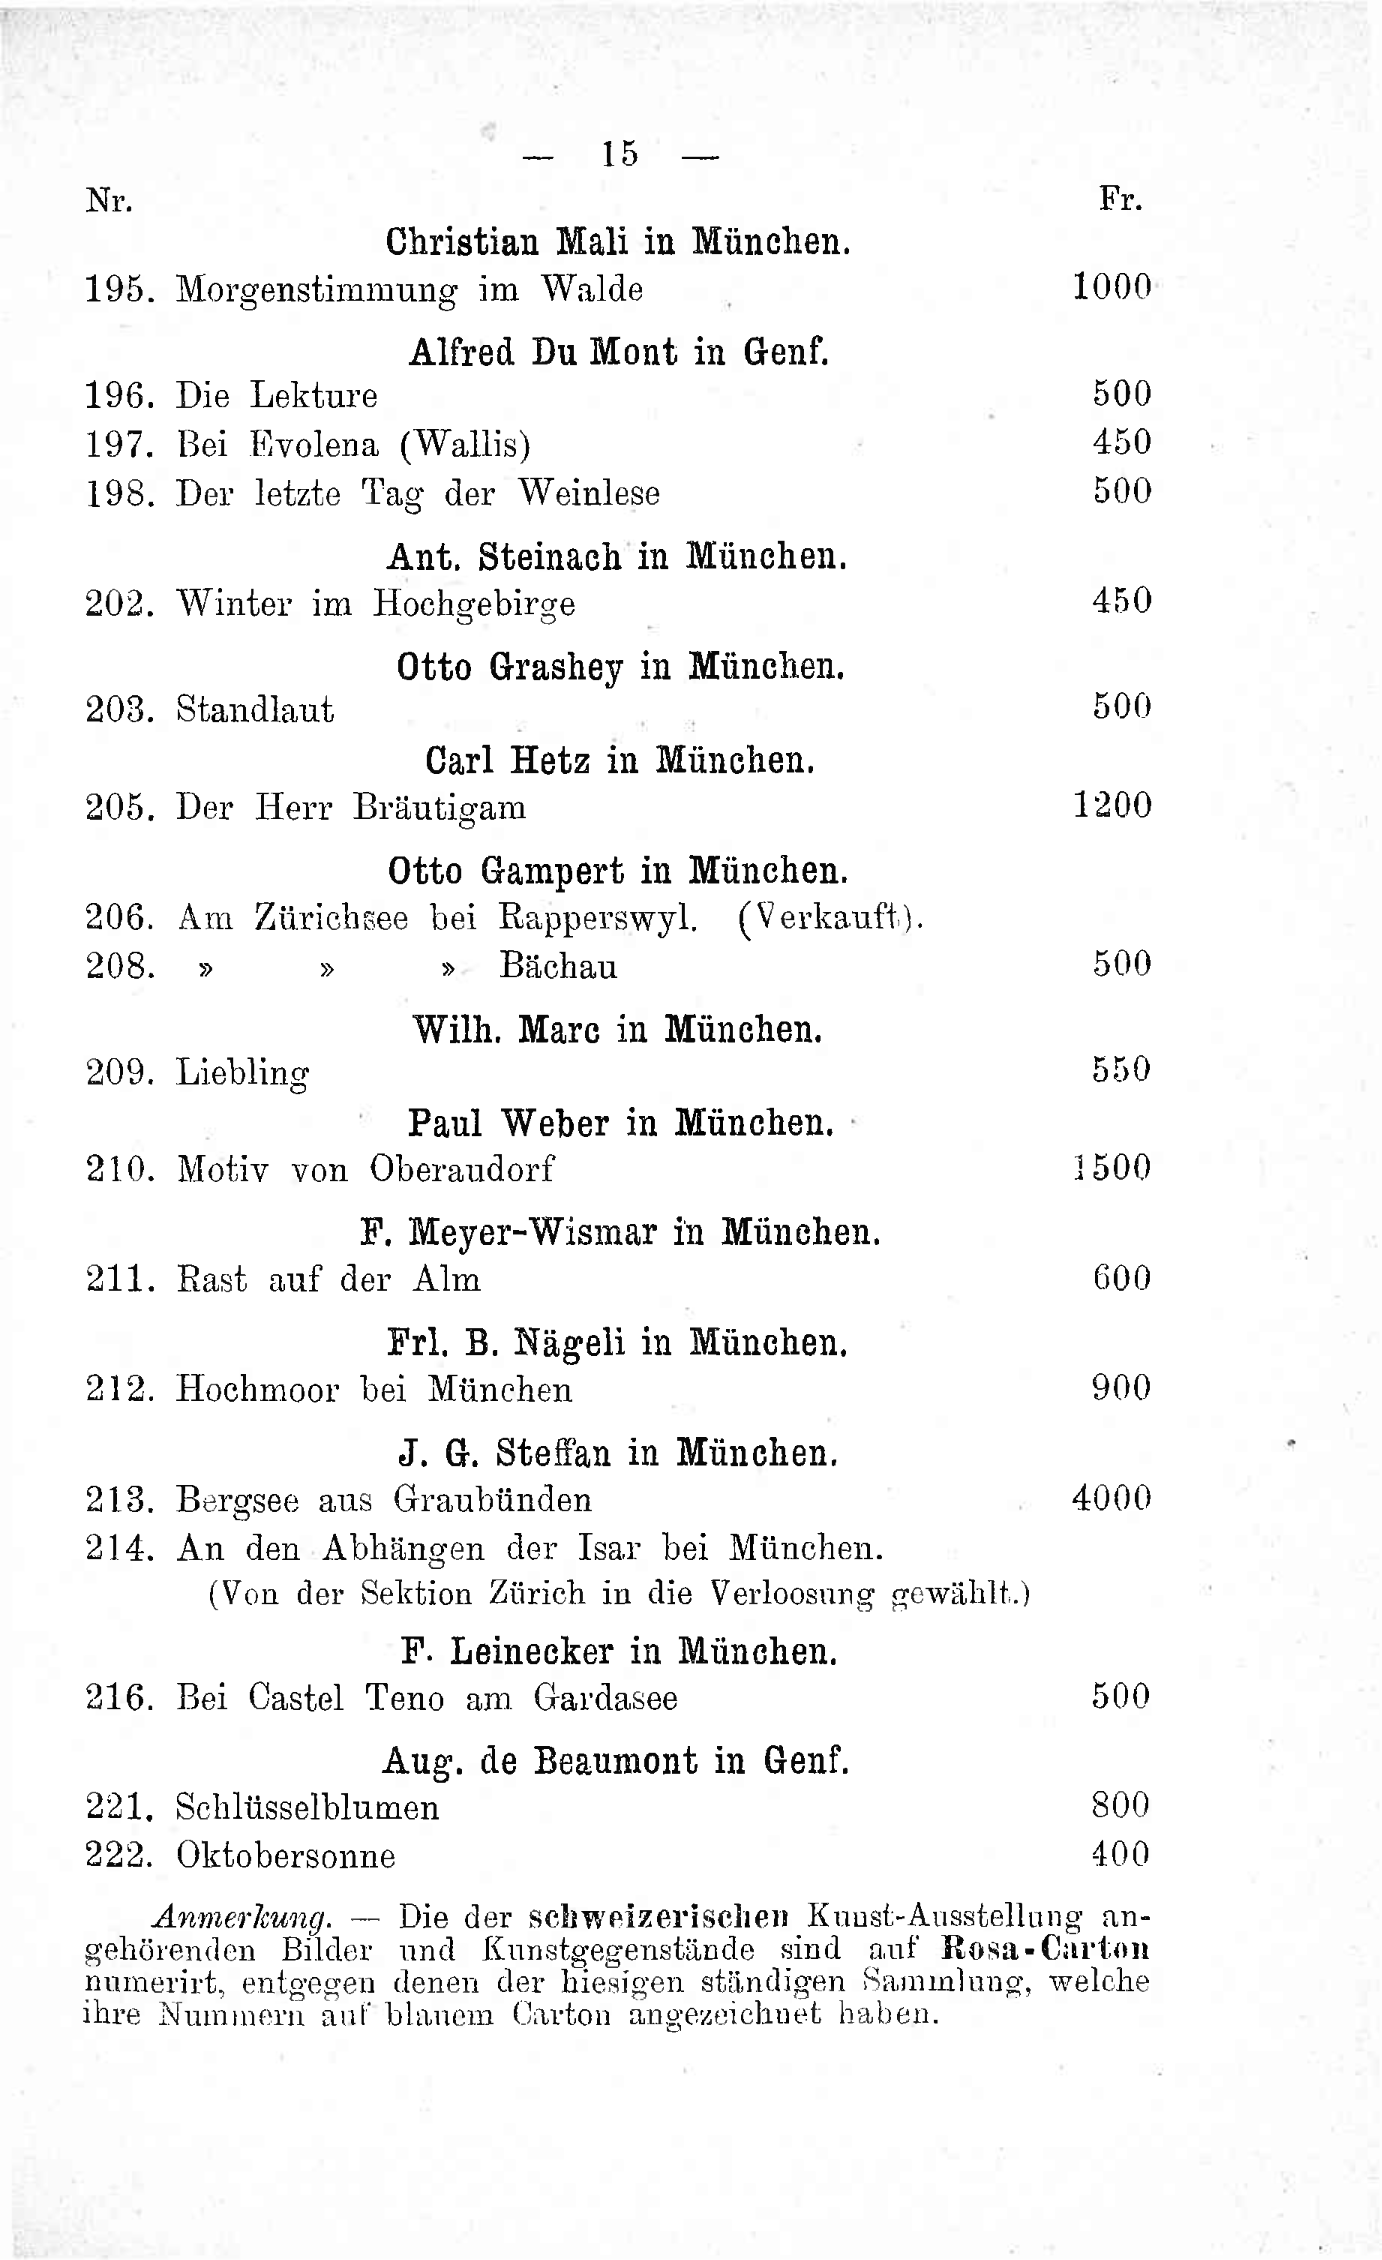 — 15 —
Nr. Fr.
Christian Mali in München.
195. Morgenstimmung im Walde 1000
Alfred Du Mont in Genf.
196. Die Lekture 500
197. Bei Evolena (Wallis) 450
198. Der letzte Tag der Weinlese 500
Ant. Steinach in München.
202. Winter im Hochgebirge 450
Otto Grashey in München.
203. Standlaut 500
Carl Hetz in München.
205. Der Herr Bräutigam 1200
Otto Gampert in München.
206. Am Zürichsee bei Rapperswyl. (Verkauft).
208. » » » Bächau 500
Wilh. Marc in München.
209. Liebling 550
Paul Weber in München.
210. Motiv von Oberaudorf 1500
F. Meyer-Wismar in München.
211. Rast auf der Alm 600
Frl. B. Nägeli in München.
212. Hochmoor bei München 900
J. G. Steffan in München.
213. Bergsee aus Graubünden 4000
214. An den Abhängen der Isar bei München.
(Von der Sektion Zürich in die Verloosung gewählt.)
F. Leinecker in München.
216. Bei Castel Teno am Gardasee 500
Aug. de Beaumont in Genf.
221. Schlüsselblumen 800
222. Oktobersonne 400
Anmerkung. — Die der schweizerischen Kunst-Ausstellung an-
gehörenden Bilder und Kunstgegenstände sind auf Rosa-Carton
numerirt, entgegen denen der hiesigen ständigen Sammlung, welche
ihre Nummern auf blauem Carton angezeichnet haben.